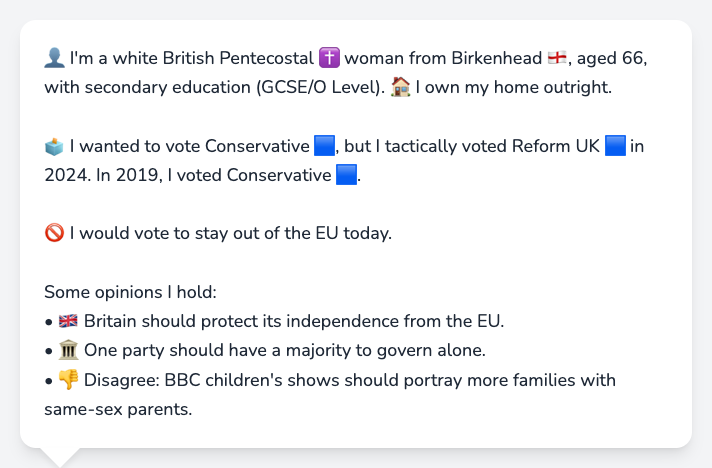 👤 I'm a white British Pentecostal ✝️ woman from Birkenhead 🏴󠁧󠁢󠁥󠁮󠁧󠁿, aged 66,
with secondary education (GCSE/O Level). 🏠 I own my home outright.
🗳️ I wanted to vote Conservative 🟦, but I tactically voted Reform UK 🟦 in
2024. In 2019, I voted Conservative 🟦.
🚫 I would vote to stay out of the EU today.
Some opinions I hold:
• 🇬🇧 Britain should protect its independence from the EU.
• 🏛️ One party should have a majority to govern alone.
• 👎 Disagree: BBC children's shows should portray more families with
same-sex parents.